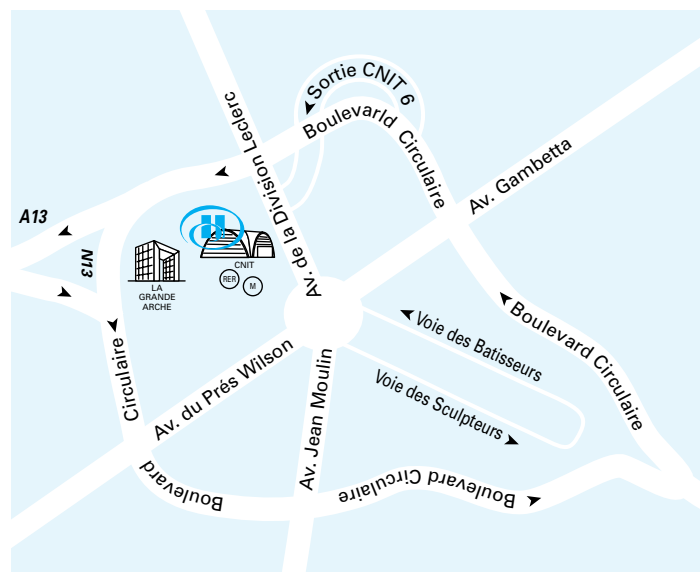 Sortie CNIT 6
Boulevarld Circulaire
Av. de la Division Leclerc
Av. Gambetta
A13
N13
H
CNIT
RER
M
LA
GRANDE
ARCHE
Voie des Batisseurs
Boulevard Circulaire
Circulaire
Av. du Prés Wilson
Voie des Sculpteurs
Av. Jean Moulin
Boulevard
Boulevard Circulaire